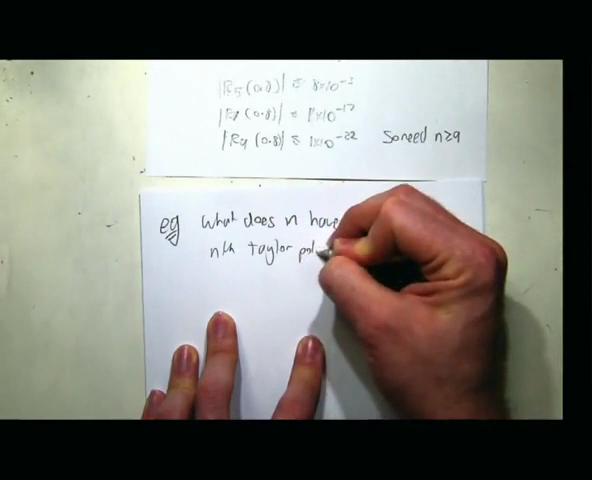 |R5(0.8)| ≤ 8×10⁻³
(0.8)| ≤ 1×10⁻¹⁷
|R9(0.8)| ≤ 1×10⁻²² So need n≥9
eg What does n have
nth taylor pol